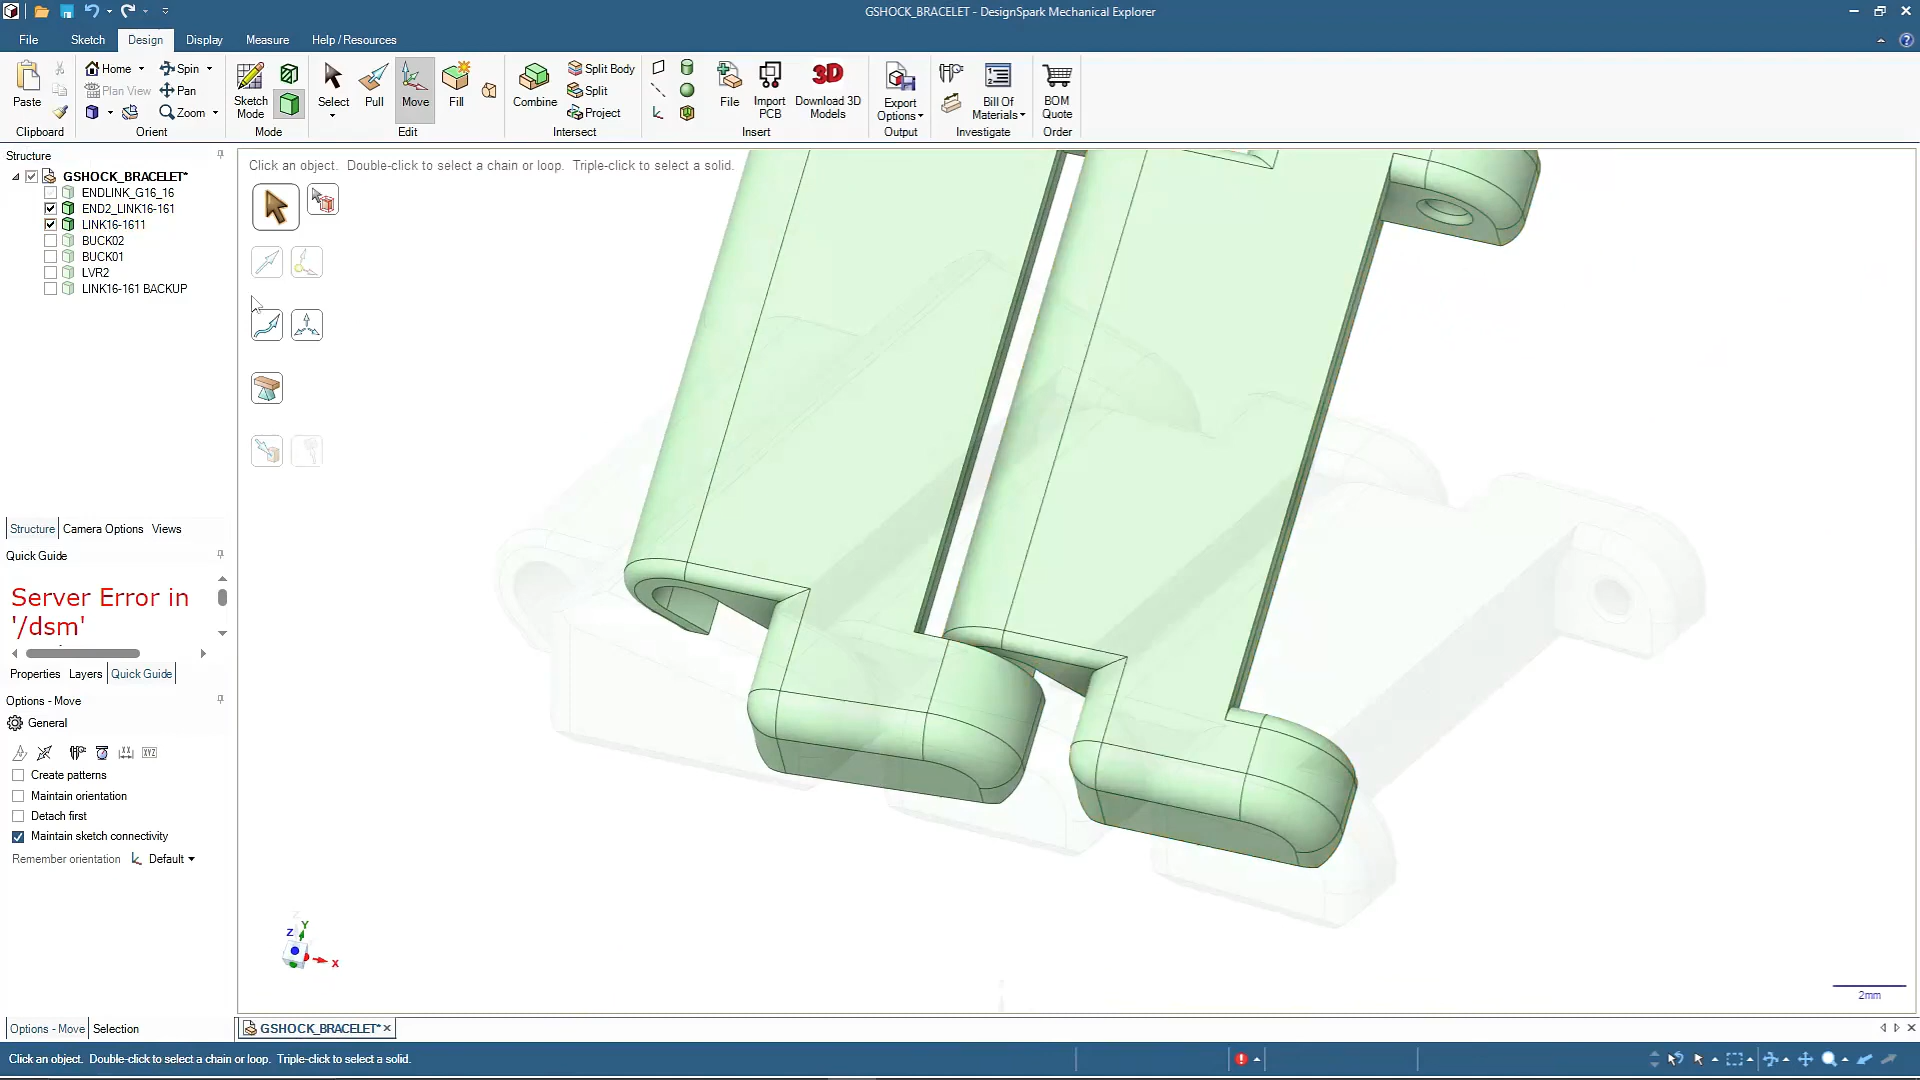 GSHOCK_BRACELET - DesignSpark Mechanical Explorer
File Sketch Design Display Measure Help / Resources
Paste
Clipboard
Home Spin
Plan View Pan
Zoom
Orient
Sketch Mode
Mode
Select Pull Move Fill
Edit
Combine
Split Body
Split
Project
Intersect
File
Import PCB
3D
Download 3D Models
Insert
Export Options
Output
Bill Of Materials
Investigate
BOM Quote
Order
Structure
GSHOCK_BRACELET*
ENDLINK_G16_16
END2_LINK16-161
LINK16-1611
BUCK02
BUCK01
LVR2
LINK16-161 BACKUP
Click an object. Double-click to select a chain or loop. Triple-click to select a solid.
Structure Camera Options Views
Quick Guide
Server Error in
'/dsm'
Properties Layers Quick Guide
Options - Move
General
XYZ
Create patterns
Maintain orientation
Detach first
Maintain sketch connectivity
Remember orientation Default
Z
Y
Z
X
2mm
Options - Move Selection
GSHOCK_BRACELET*
Click an object. Double-click to select a chain or loop. Triple-click to select a solid.